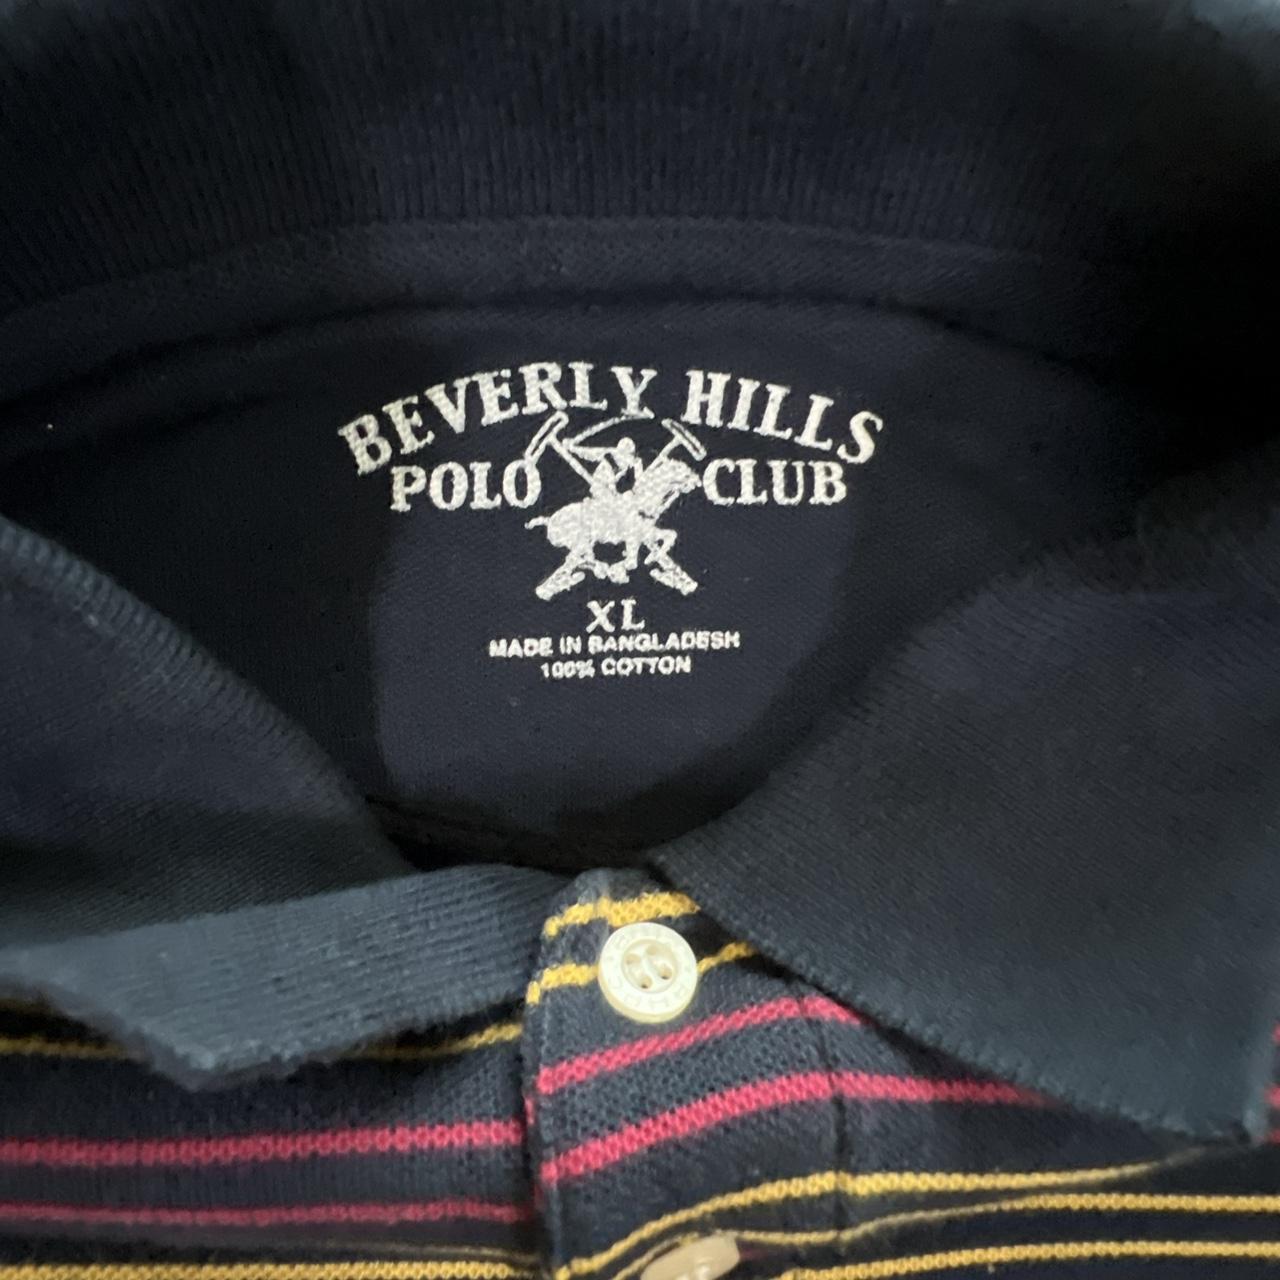 BEVERLY HILLS
POLO CLUB
XL
MADE IN BANGLADESH
100% COTTON